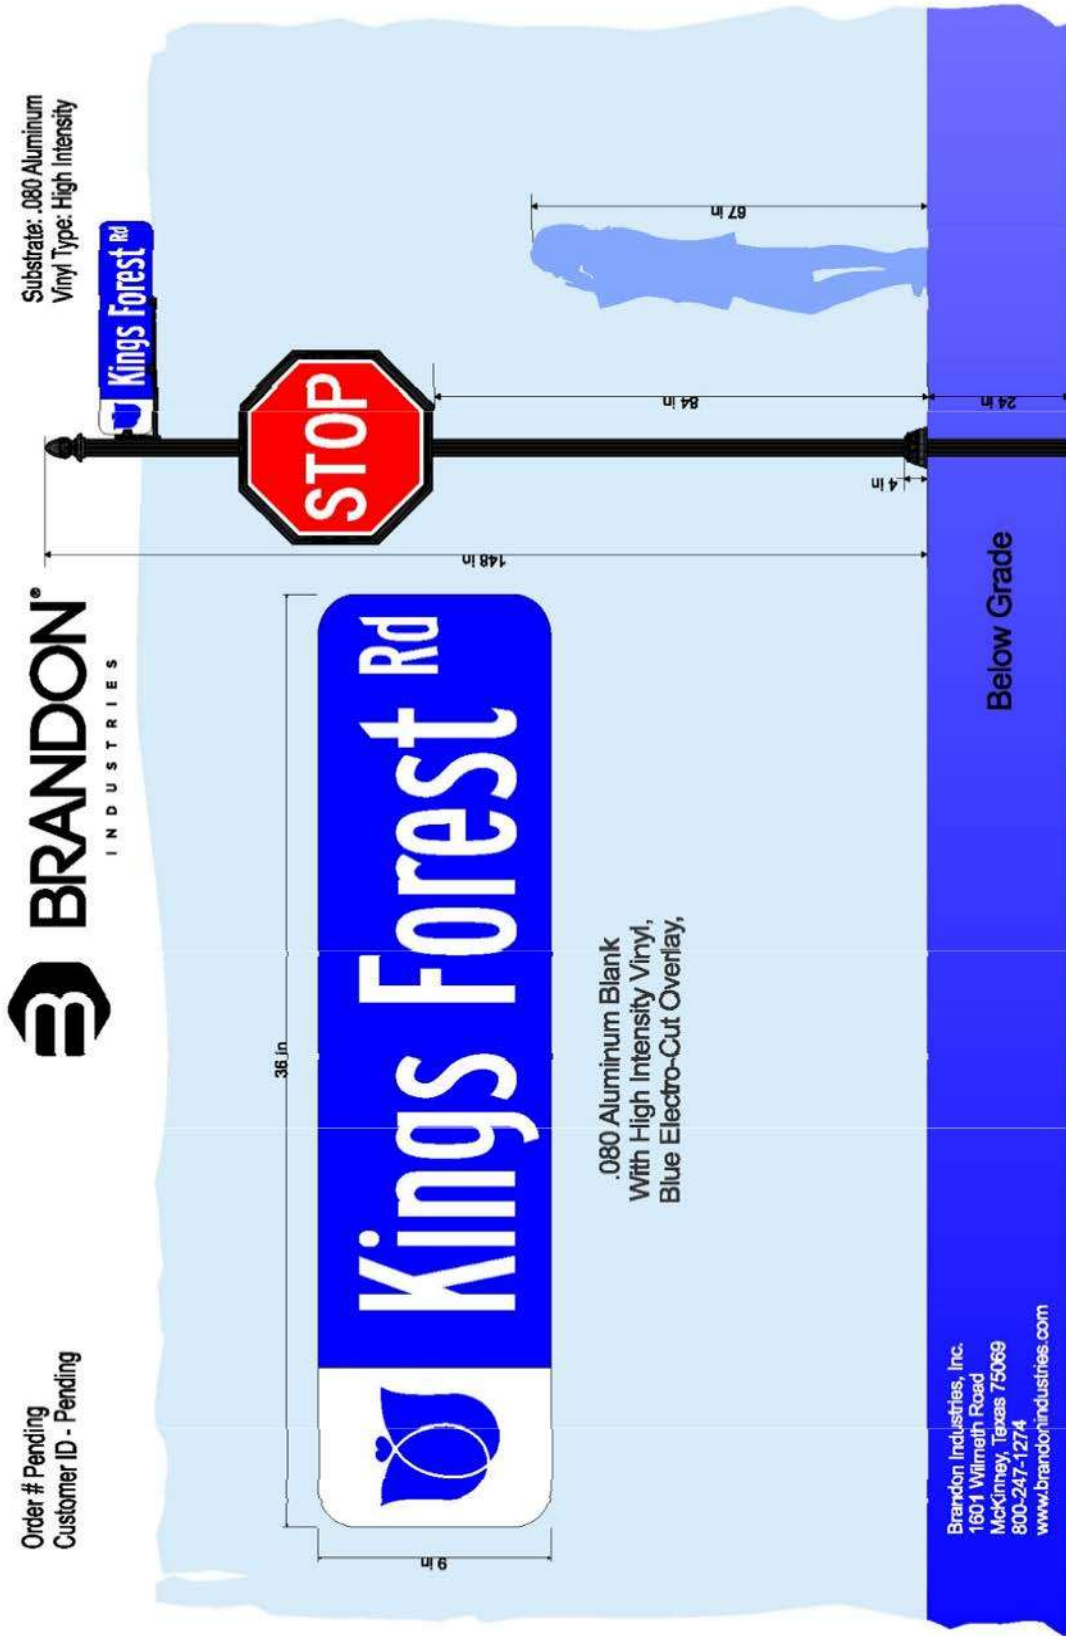 Order # Pending
Customer ID - Pending
BRANDON®
INDUSTRIES
Substrate: .080 Aluminum
Vinyl Type: High Intensity
Kings Forest Rd
148 in
STOP
36 in
9 in
Kings Forest Rd
67 in
84 in
.080 Aluminum Blank
With High Intensity Vinyl,
Blue Electro-Cut Overlay,
4 in
24 in
Below Grade
Brandon Industries, Inc.
1601 Wilmeth Road
McKinney, Texas 75069
800-247-1274
www.brandonindustries.com